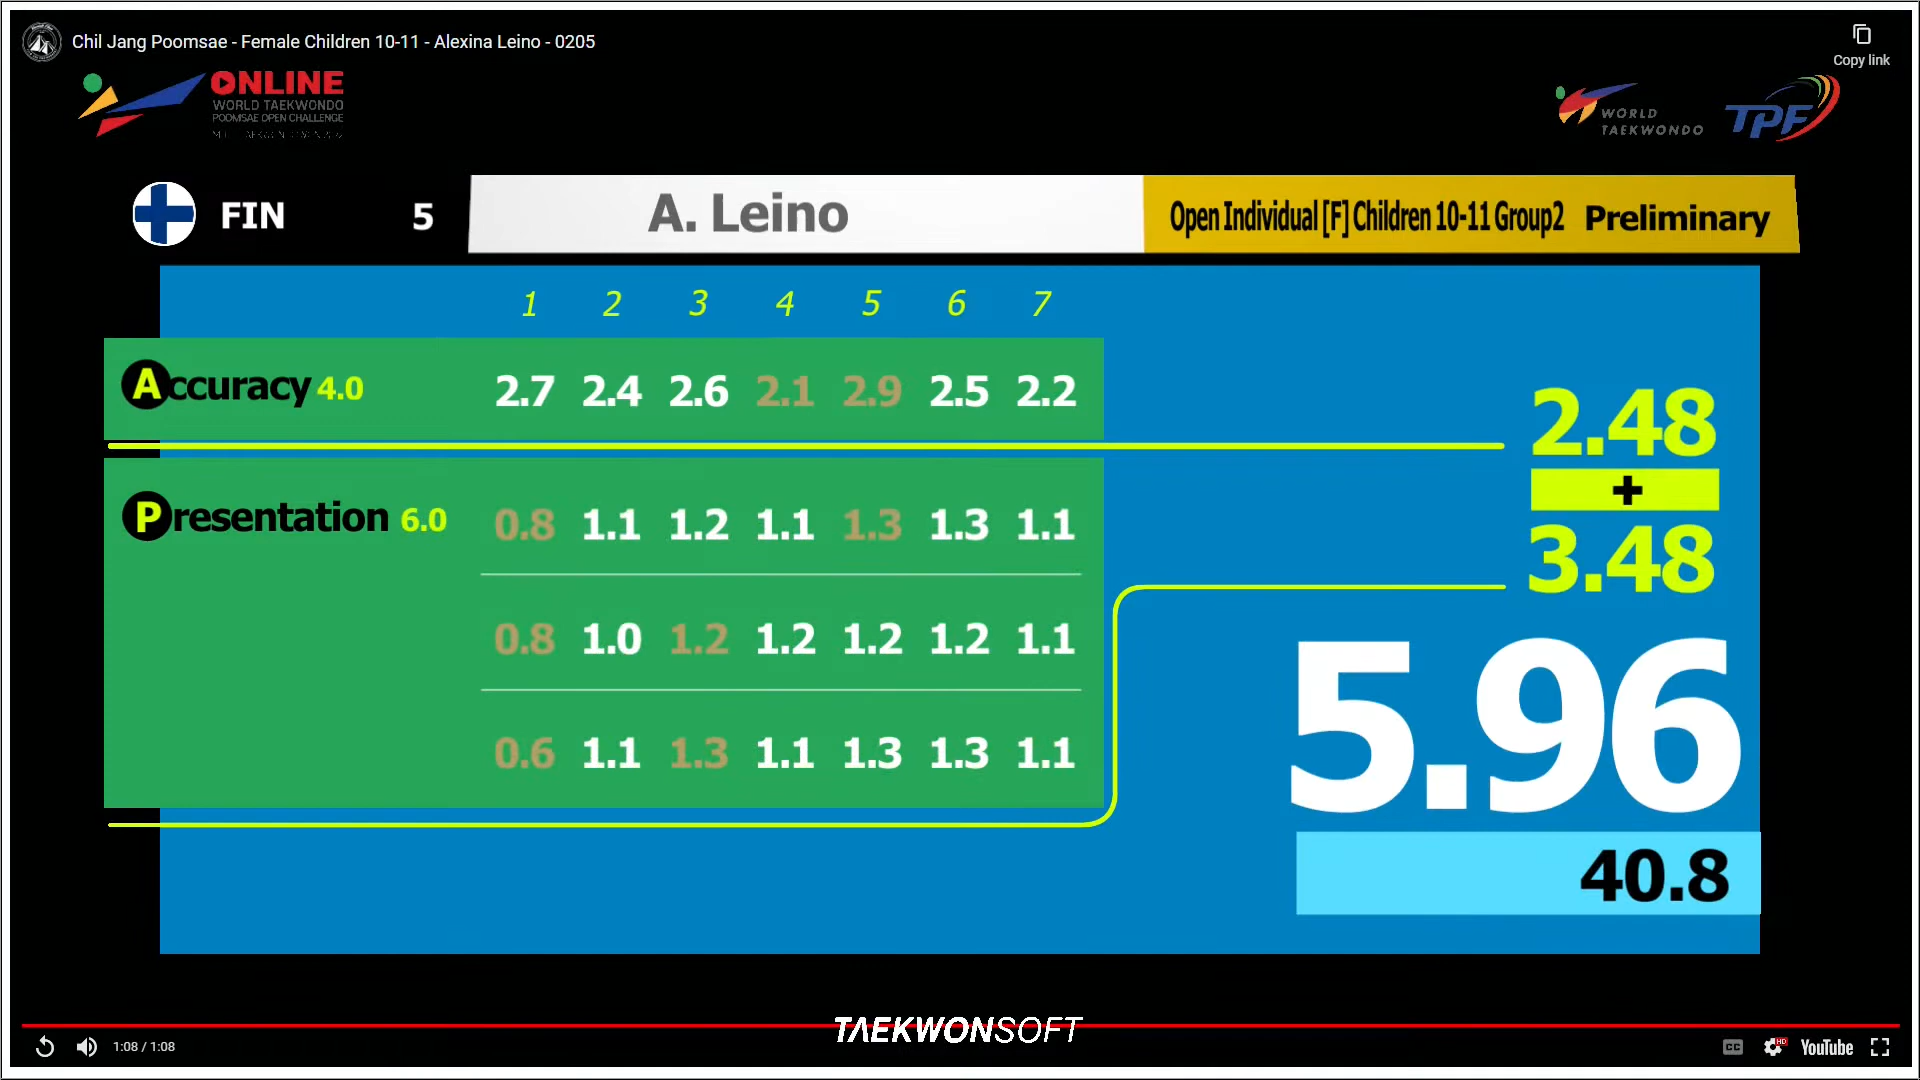 Chil Jang Poomsae - Female Children 10-11 - Alexina Leino - 0205
Copy link
ONLINE
WORLD TAEKWONDO
POOMSAE OPEN CHALLENGE
WORLD
TAEKWONDO
TPF
FIN 5 A. Leino Open Individual [F] Children 10-11 Group2 Preliminary
1 2 3 4 5 6 7
Accuracy 4.0 2.7 2.4 2.6 2.1 2.9 2.5 2.2
2.48
+
3.48
Presentation 6.0 0.8 1.1 1.2 1.1 1.3 1.3 1.1
0.8 1.0 1.2 1.2 1.2 1.2 1.1
0.6 1.1 1.3 1.1 1.3 1.3 1.1
5.96
40.8
TAEKWONSOFT
1:08 / 1:08
CC
HD
YouTube